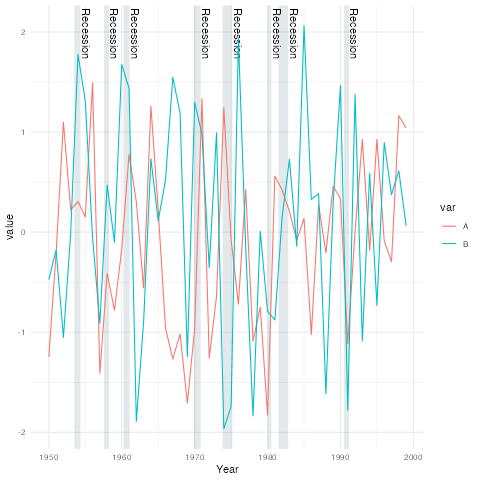 Recession
Recession
Recession
Recession
Recession
Recession
Recession
Recession
2
1
0
-1
-2
value
1950
1960
1970
1980
1990
2000
Year
var
A
B